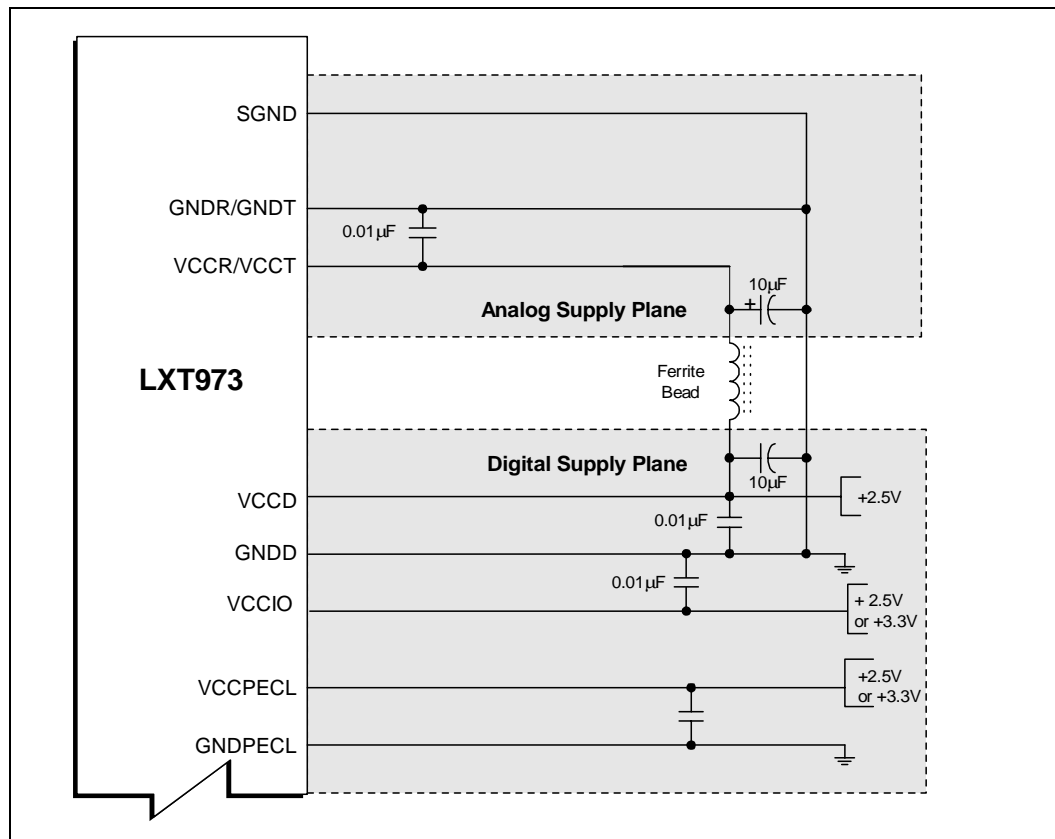 SGND
GNDR/GNDT
0.01μF
VCCR/VCCT
10μF
+
Analog Supply Plane
LXT973
Ferrite
Bead
Digital Supply Plane
10μF
VCCD
+2.5V
0.01μF
GNDD
0.01μF
VCCIO
+ 2.5V
or +3.3V
VCCPECL
+2.5V
or +3.3V
GNDPECL